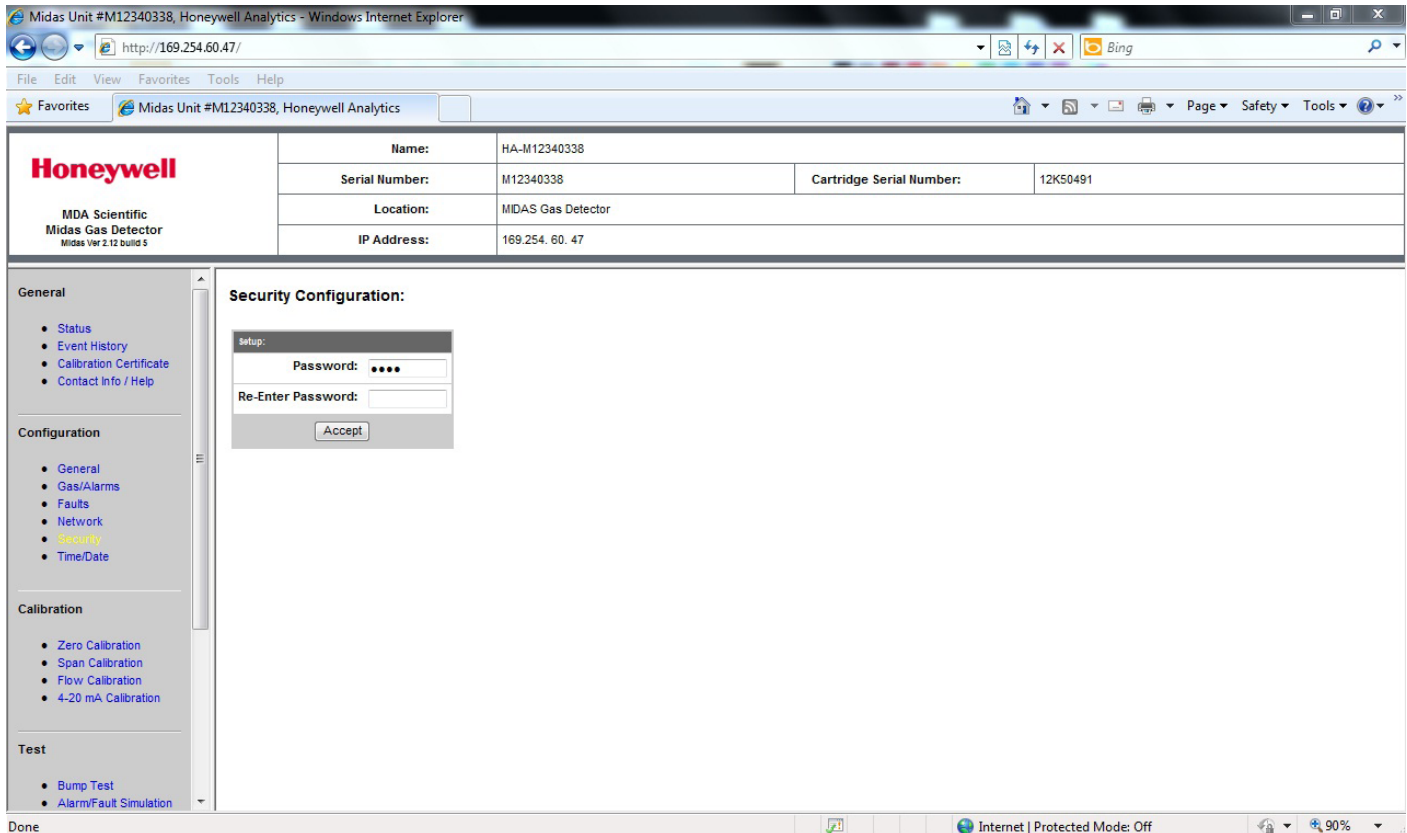 Midas Unit #M12340338, Honeywell Analytics - Windows Internet Explorer
http://169.254.60.47/
Bing
File Edit View Favorites Tools Help
Favorites Midas Unit #M12340338, Honeywell Analytics Page Safety Tools
Honeywell
MDA Scientific
Midas Gas Detector
Midas Ver 2.12 build 5
Name: HA-M12340338
Serial Number: M12340338 Cartridge Serial Number: 12K50491
Location: MIDAS Gas Detector
IP Address: 169.254. 60. 47
General
Status
Event History
Calibration Certificate
Contact Info / Help
Configuration
General
Gas/Alarms
Faults
Network
Security
Time/Date
Calibration
Zero Calibration
Span Calibration
Flow Calibration
4-20 mA Calibration
Test
Bump Test
Alarm/Fault Simulation
Security Configuration:
Setup:
Password: ••••
Re-Enter Password:
Accept
Done Internet | Protected Mode: Off 90%